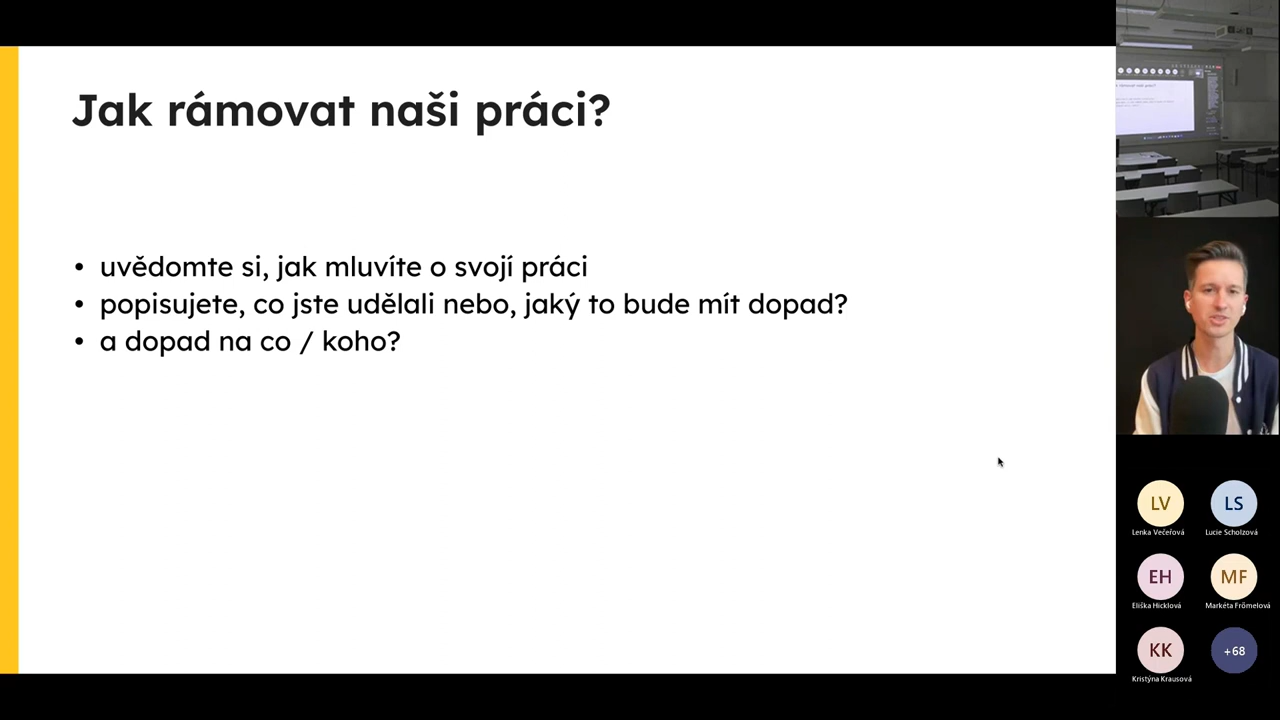 Jak rámovat naši práci?
• uvědomte si, jak mluvíte o svojí práci
• popisujete, co jste udělali nebo, jaký to bude mít dopad?
• a dopad na co / koho?
LV
LS
Lenka Večeřová
Lucie Scholzová
EH
MF
Eliška Hicklová
Markéta Frömelová
KK
+68
Kristýna Krausová